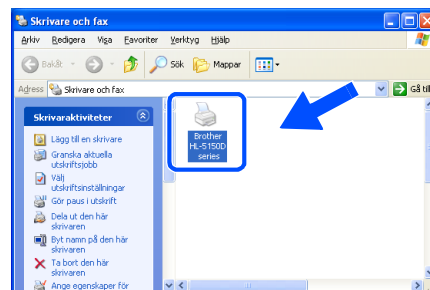 Skrivare och fax
Arkiv Redigera Visa Favoriter Verktyg Hjälp
Bakåt Sök Mappar
Adress Skrivare och fax Gå till
Skrivaraktiviteter
Lägg till en skrivare
Granska aktuella
utskriftsjobb
Välj
utskriftsinställningar
Gör paus i utskrift
Dela ut den här
skrivaren
Byt namn på den här
skrivaren
Ta bort den här
skrivaren
Ange egenskaper för
Brother
HL-5150D
series